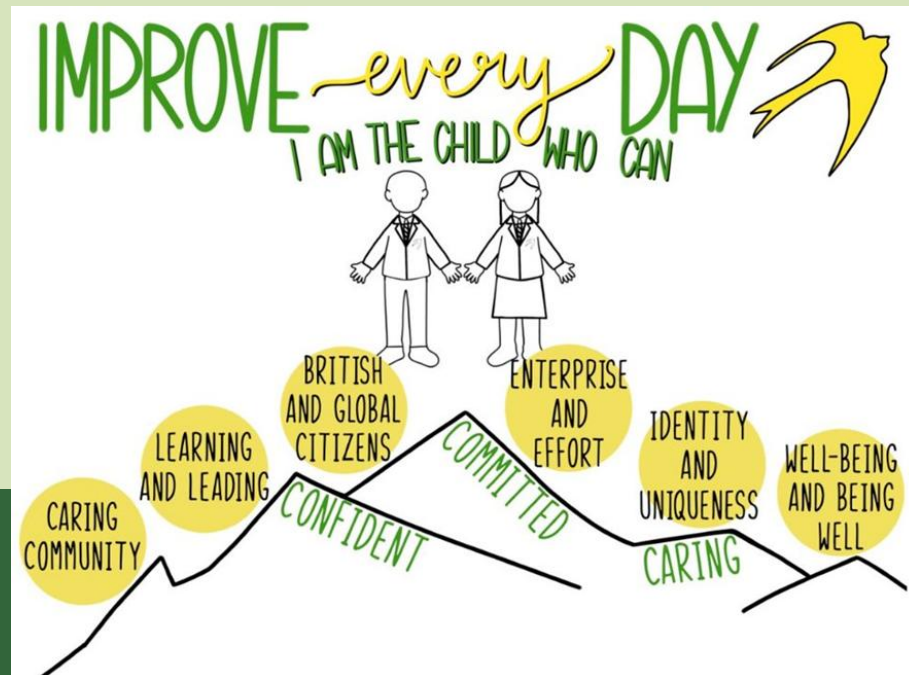 IMPROVE every DAY
I AM THE CHILD WHO CAN
CARING
COMMUNITY
LEARNING
AND LEADING
BRITISH
AND GLOBAL
CITIZENS
ENTERPRISE
AND
EFFORT
IDENTITY
AND
UNIQUENESS
WELL-BEING
AND BEING
WELL
CONFIDENT
COMMITTED
CARING